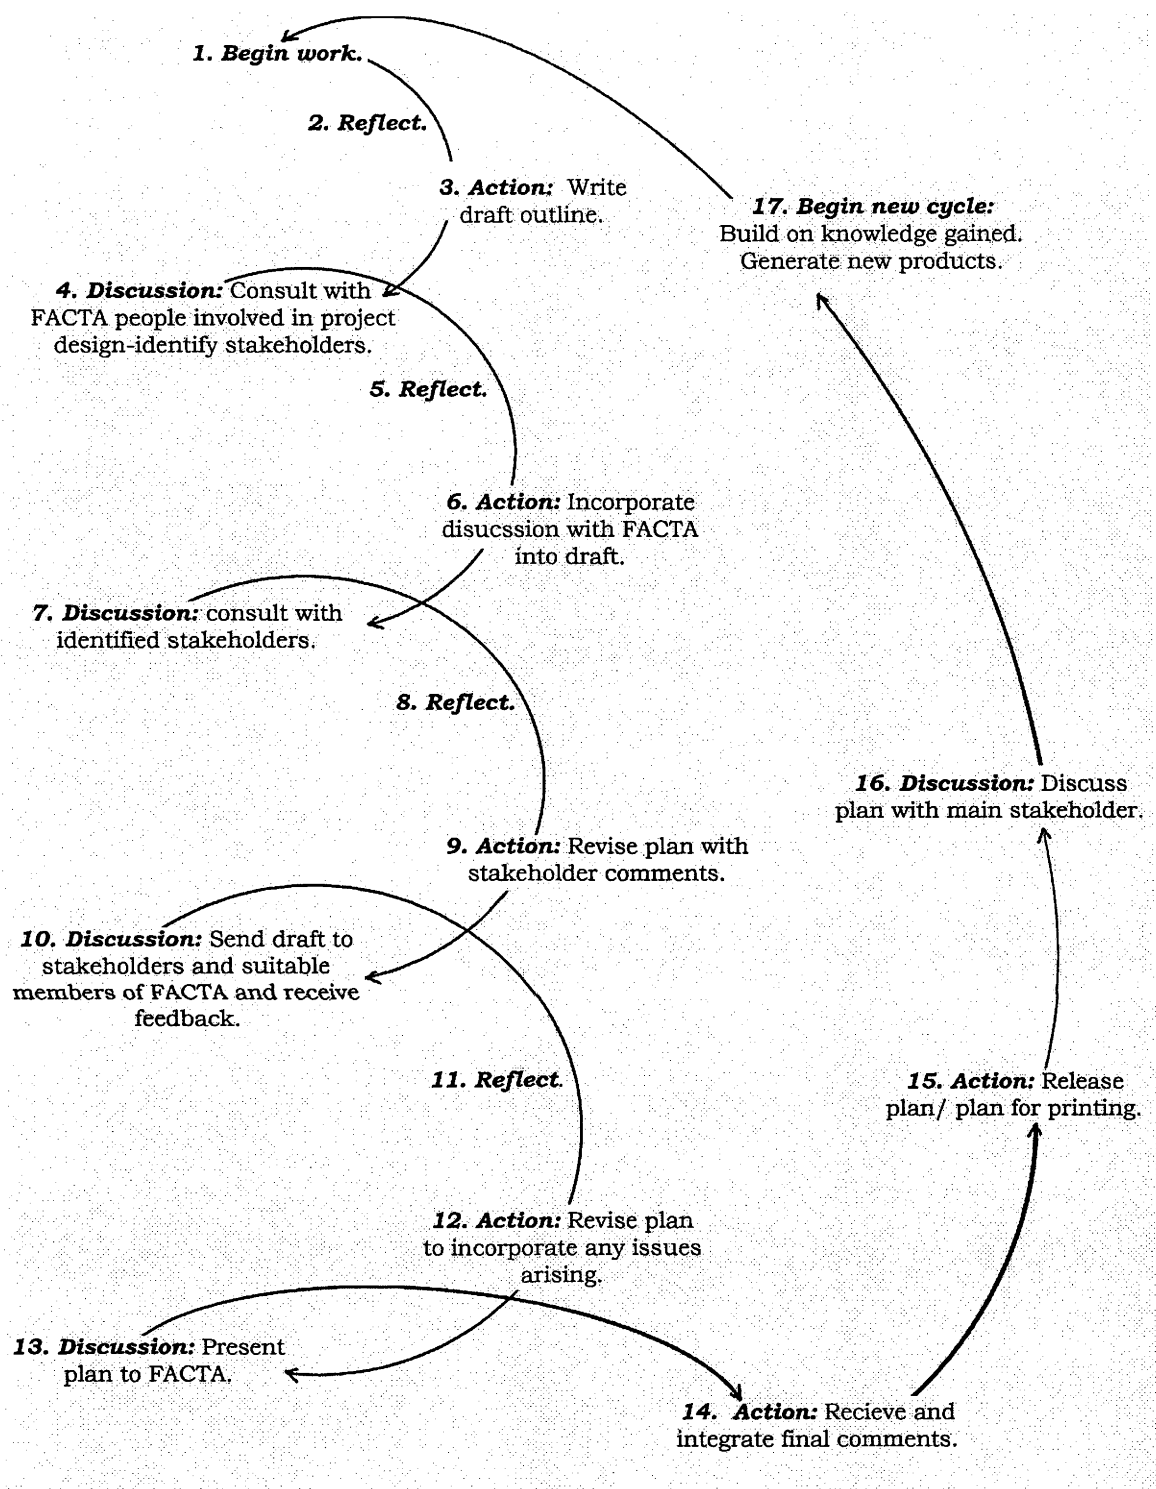 1. Begin work.
2. Reflect.
3. Action: Write
draft outline.
4. Discussion: Consult with
FACTA people involved in project
design-identify stakeholders.
5. Reflect.
6. Action: Incorporate
disucssion with FACTA
into draft.
7. Discussion: consult with
identified stakeholders.
8. Reflect.
9. Action: Revise plan with
stakeholder comments.
10. Discussion: Send draft to
stakeholders and suitable
members of FACTA and receive
feedback.
11. Reflect.
12. Action: Revise plan
to incorporate any issues
arising.
13. Discussion: Present
plan to FACTA.
14. Action: Recieve and
integrate final comments.
15. Action: Release
plan/ plan for printing.
16. Discussion: Discuss
plan with main stakeholder.
17. Begin new cycle:
Build on knowledge gained.
Generate new products.